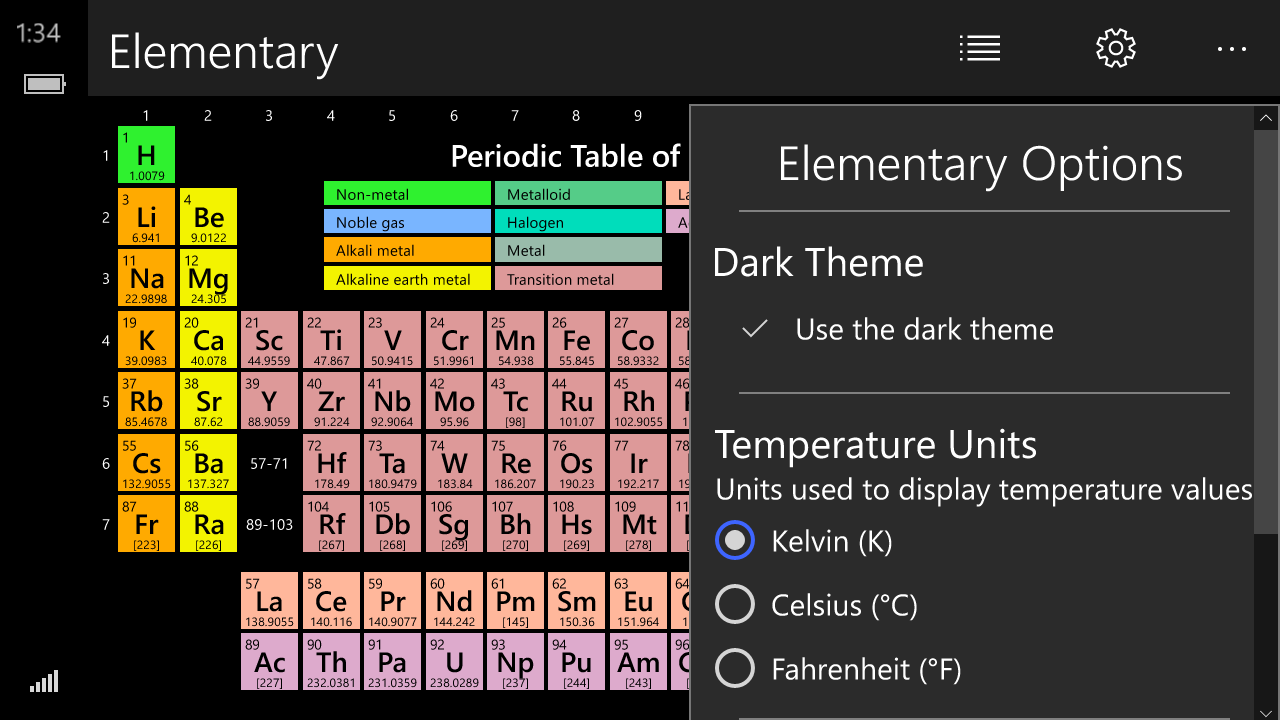 1:34
Elementary
1 2 3 4 5 6 7 8 9
Periodic Table of
Non-metal Metalloid
Noble gas Halogen
Alkali metal Metal
Alkaline earth metal Transition metal
1 1 H 1.0079
2 3 Li 6.941 4 Be 9.0122
3 11 Na 22.9898 12 Mg 24.305
4 19 K 39.0983 20 Ca 40.078 21 Sc 44.9559 22 Ti 47.867 23 V 50.9415 24 Cr 51.9961 25 Mn 54.938 26 Fe 55.845 27 Co 58.9332 28
5 37 Rb 85.4678 38 Sr 87.62 39 Y 88.9059 40 Zr 91.224 41 Nb 92.9064 42 Mo 95.96 43 Tc [98] 44 Ru 101.07 45 Rh 102.9055 46
6 55 Cs 132.9055 56 Ba 137.327 57-71 72 Hf 178.49 73 Ta 180.9479 74 W 183.84 75 Re 186.207 76 Os 190.23 77 Ir 192.217 78
7 87 Fr [223] 88 Ra [226] 89-103 104 Rf [267] 105 Db [268] 106 Sg [269] 107 Bh [270] 108 Hs [269] 109 Mt [278]
57 La 138.9055 58 Ce 140.116 59 Pr 140.9077 60 Nd 144.242 61 Pm [145] 62 Sm 150.36 63 Eu 151.964 64
89 Ac [227] 90 Th 232.0381 91 Pa 231.0359 92 U 238.0289 93 Np [237] 94 Pu [244] 95 Am [243]
Elementary Options
Dark Theme
Use the dark theme
Temperature Units
Units used to display temperature values
Kelvin (K)
Celsius (°C)
Fahrenheit (°F)